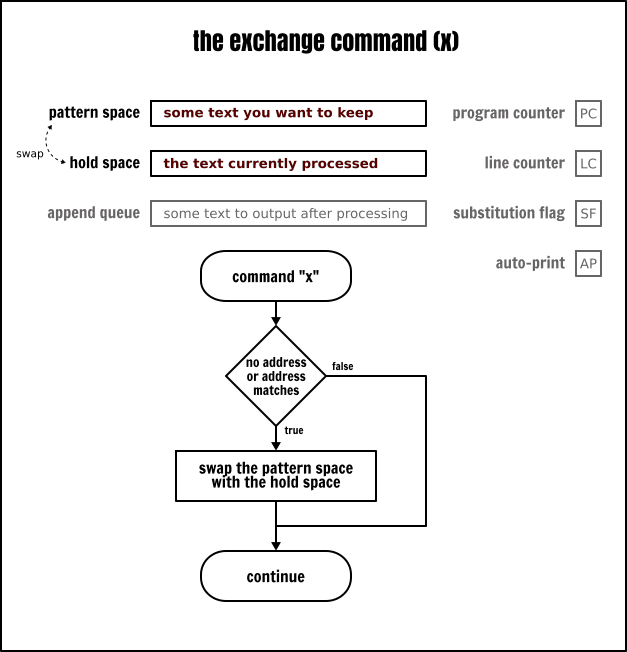 the exchange command (x)
pattern space some text you want to keep program counter PC
swap
hold space the text currently processed line counter LC
append queue some text to output after processing substitution flag SF
auto-print AP
command "x"
no address
or address
matches
false
true
swap the pattern space
with the hold space
continue